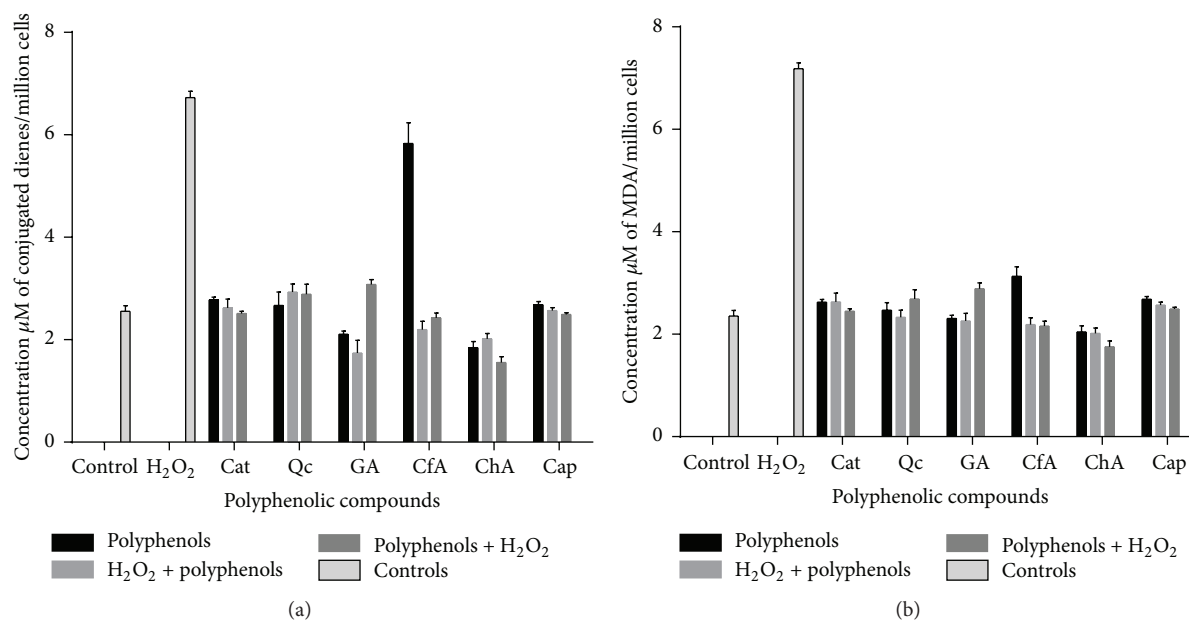 Concentration μM of conjugated dienes/million cells
8
6
4
2
0
Control H₂O₂ Cat Qc GA CfA ChA Cap
Polyphenolic compounds
Polyphenols
H₂O₂ + polyphenols
Polyphenols + H₂O₂
Controls
(a)
Concentration μM of MDA/million cells
8
6
4
2
0
Control H₂O₂ Cat Qc GA CfA ChA Cap
Polyphenolic compounds
Polyphenols
H₂O₂ + polyphenols
Polyphenols + H₂O₂
Controls
(b)